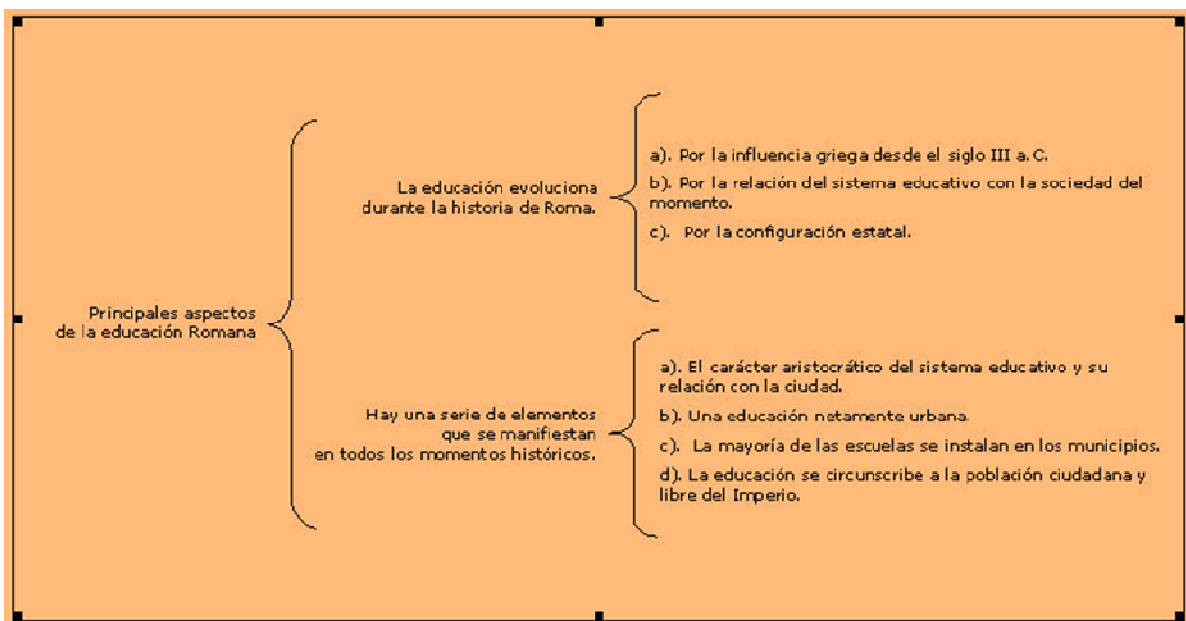 Principales aspectos
de la educación Romana
La educación evoluciona
durante la historia de Roma.
a). Por la influencia griega desde el siglo III a.C.
b). Por la relación del sistema educativo con la sociedad del
momento.
c). Por la configuración estatal.
Hay una serie de elementos
que se manifiestan
en todos los momentos históricos.
a). El carácter aristocrático del sistema educativo y su
relación con la ciudad.
b). Una educación netamente urbana.
c). La mayoría de las escuelas se instalan en los municipios.
d). La educación se circunscribe a la población ciudadana y
libre del Imperio.